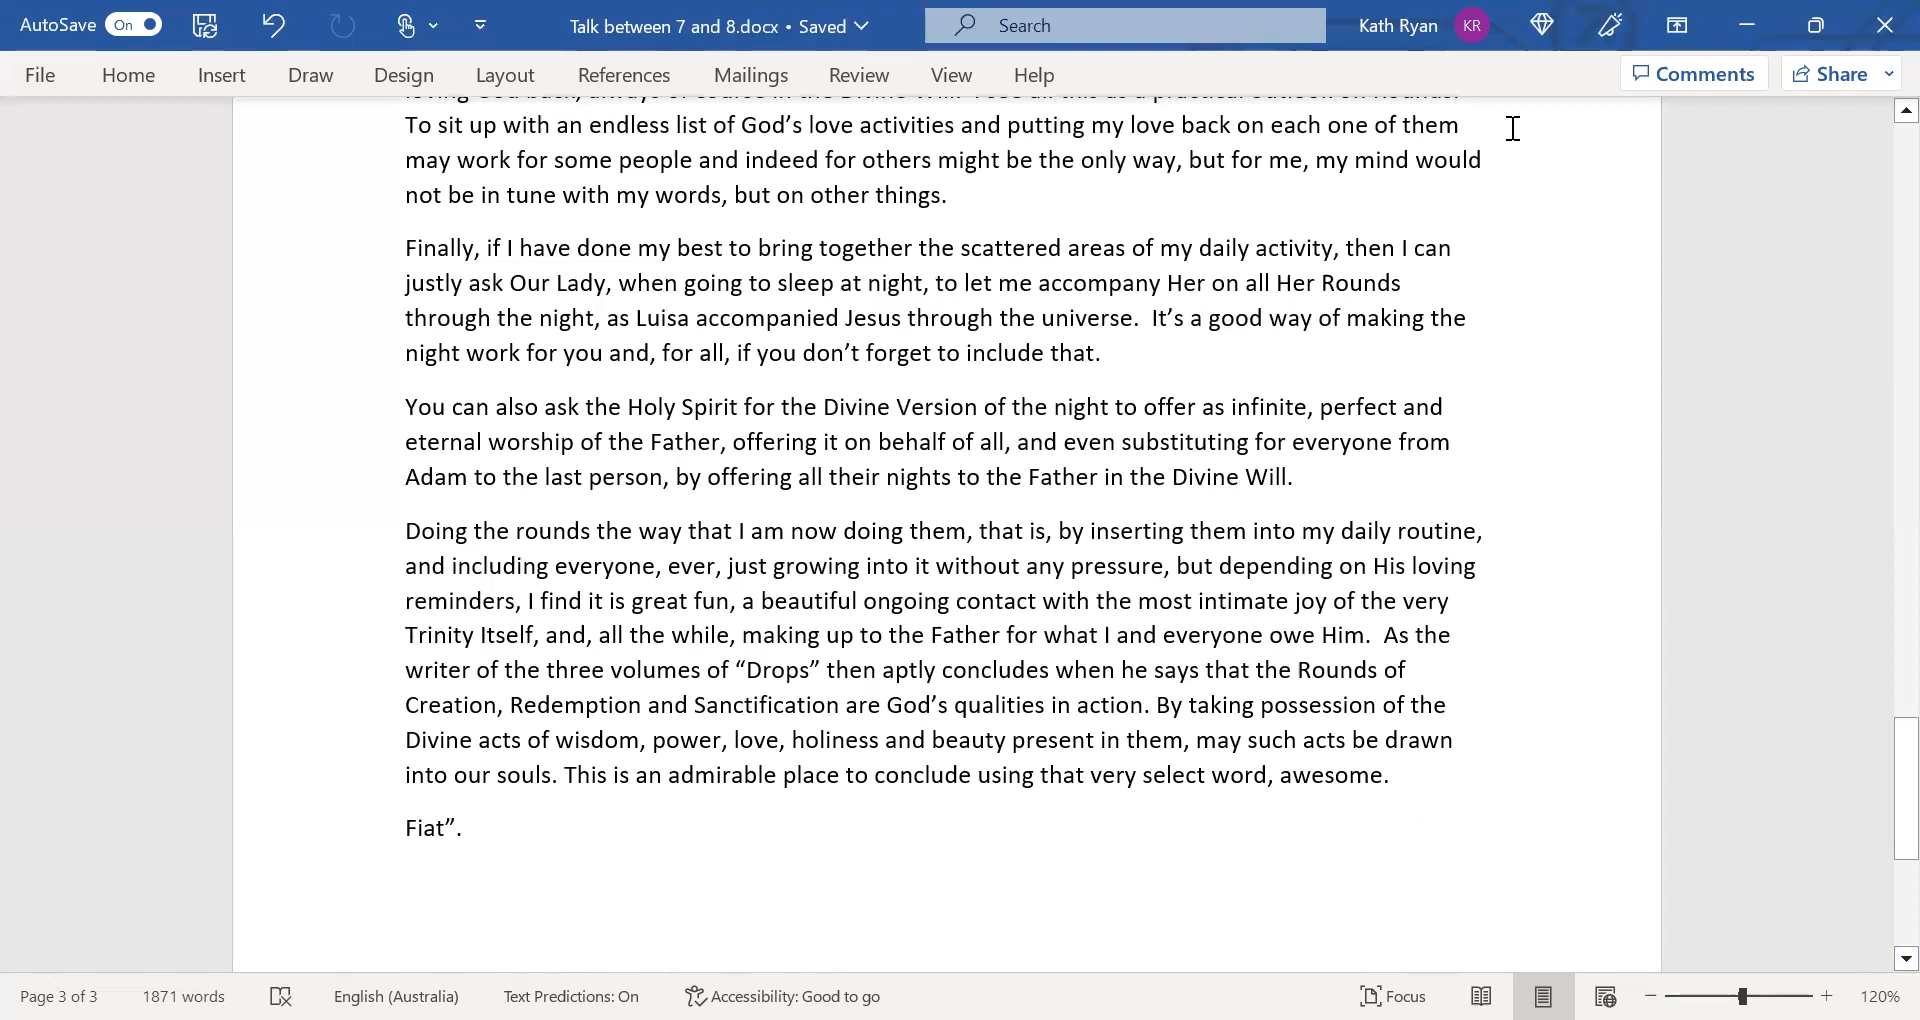 AutoSave On
Talk between 7 and 8.docx • Saved
Search
Kath Ryan KR
File Home Insert Draw Design Layout References Mailings Review View Help
Comments Share
To sit up with an endless list of God’s love activities and putting my love back on each one of them
may work for some people and indeed for others might be the only way, but for me, my mind would
not be in tune with my words, but on other things.
Finally, if I have done my best to bring together the scattered areas of my daily activity, then I can
justly ask Our Lady, when going to sleep at night, to let me accompany Her on all Her Rounds
through the night, as Luisa accompanied Jesus through the universe.  It’s a good way of making the
night work for you and, for all, if you don’t forget to include that.
You can also ask the Holy Spirit for the Divine Version of the night to offer as infinite, perfect and
eternal worship of the Father, offering it on behalf of all, and even substituting for everyone from
Adam to the last person, by offering all their nights to the Father in the Divine Will.
Doing the rounds the way that I am now doing them, that is, by inserting them into my daily routine,
and including everyone, ever, just growing into it without any pressure, but depending on His loving
reminders, I find it is great fun, a beautiful ongoing contact with the most intimate joy of the very
Trinity Itself, and, all the while, making up to the Father for what I and everyone owe Him.  As the
writer of the three volumes of “Drops” then aptly concludes when he says that the Rounds of
Creation, Redemption and Sanctification are God’s qualities in action. By taking possession of the
Divine acts of wisdom, power, love, holiness and beauty present in them, may such acts be drawn
into our souls. This is an admirable place to conclude using that very select word, awesome.
Fiat”.
Page 3 of 3 1871 words English (Australia) Text Predictions: On Accessibility: Good to go Focus 120%